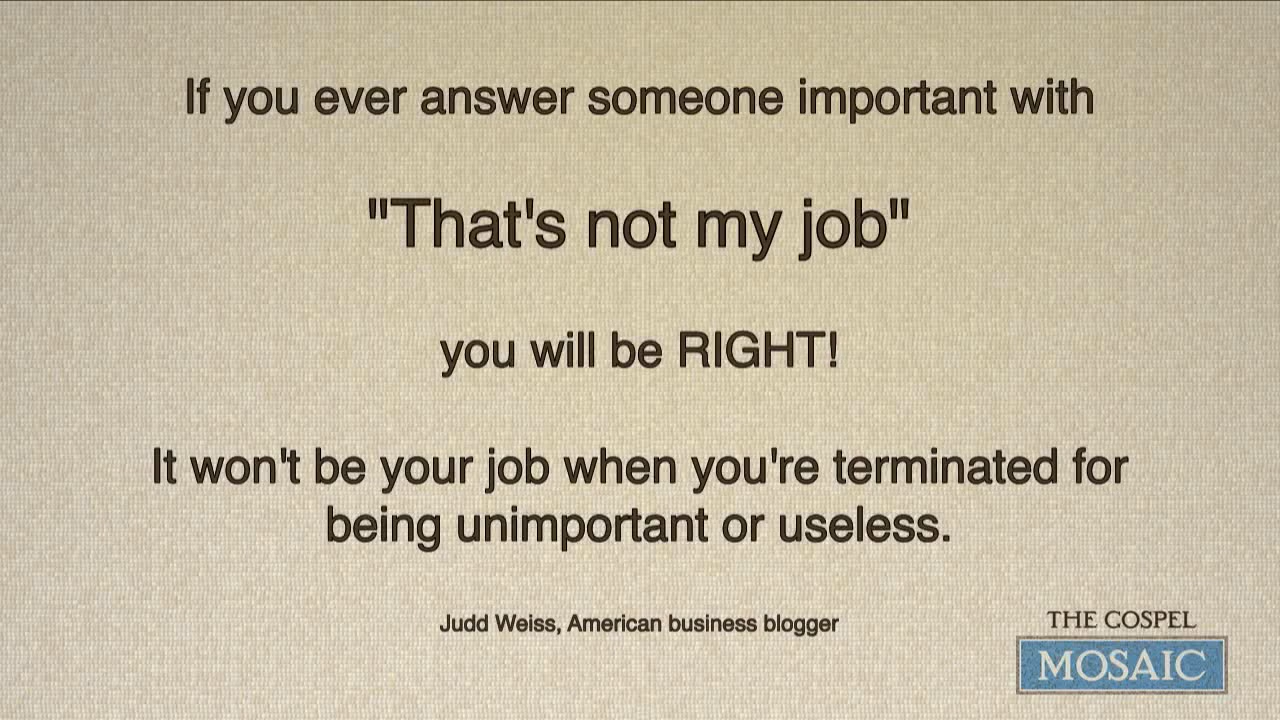 If you ever answer someone important with
"That's not my job"
you will be RIGHT!
It won't be your job when you're terminated for
being unimportant or useless.
Judd Weiss, American business blogger
THE GOSPEL
MOSAIC